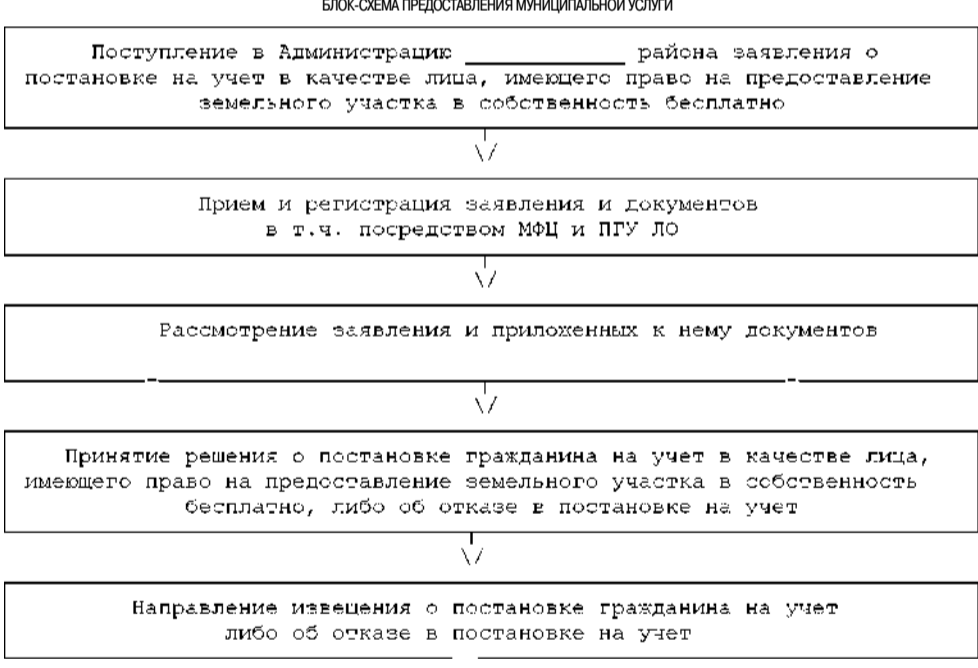 БЛОК-СХЕМА ПРЕДОСТАВЛЕНИЯ МУНИЦИПАЛЬНОЙ УСЛУГИ
Поступление в Администрацию ______________ района заявления о
постановке на учет в качестве лица, имеющего право на предоставление
земельного участка в собственность бесплатно
Прием и регистрация заявления и документов
в т.ч. посредством МФЦ и ПГУ ЛО
Рассмотрение заявления и приложенных к нему документов
Принятие решения о постановке гражданина на учет в качестве лица,
имеющего право на предоставление земельного участка в собственность
бесплатно, либо об отказе в постановке на учет
Направление извещения о постановке гражданина на учет
либо об отказе в постановке на учет